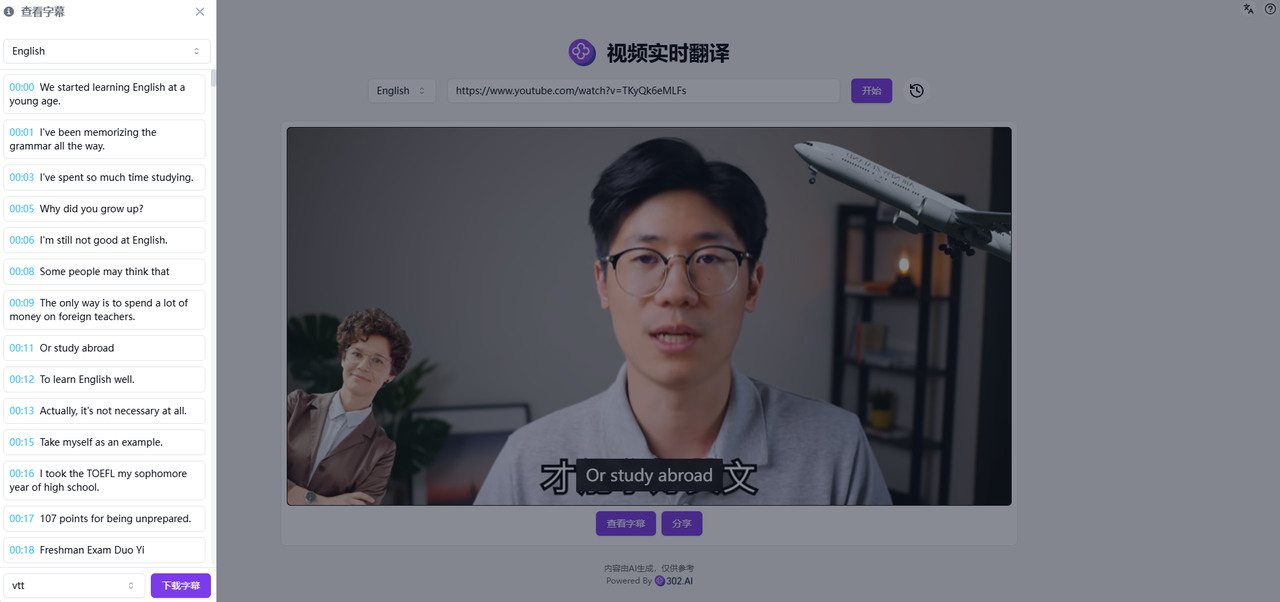 查看字幕
English
00:00 We started learning English at a
young age.
00:01 I've been memorizing the
grammar all the way.
00:03 I've spent so much time studying.
00:05 Why did you grow up?
00:06 I'm still not good at English.
00:08 Some people may think that
00:09 The only way is to spend a lot of
money on foreign teachers.
00:11 Or study abroad
00:12 To learn English well.
00:13 Actually, it's not necessary at all.
00:15 Take myself as an example.
00:16 I took the TOEFL my sophomore
year of high school.
00:17 107 points for being unprepared.
00:18 Freshman Exam Duo Yi
vtt
下载字幕
视频实时翻译
English
https://www.youtube.com/watch?v=TKyQk6eMLFs
开始
才
Or study abroad
文
查看字幕
分享
内容由AI生成，仅供参考
Powered By 302.AI